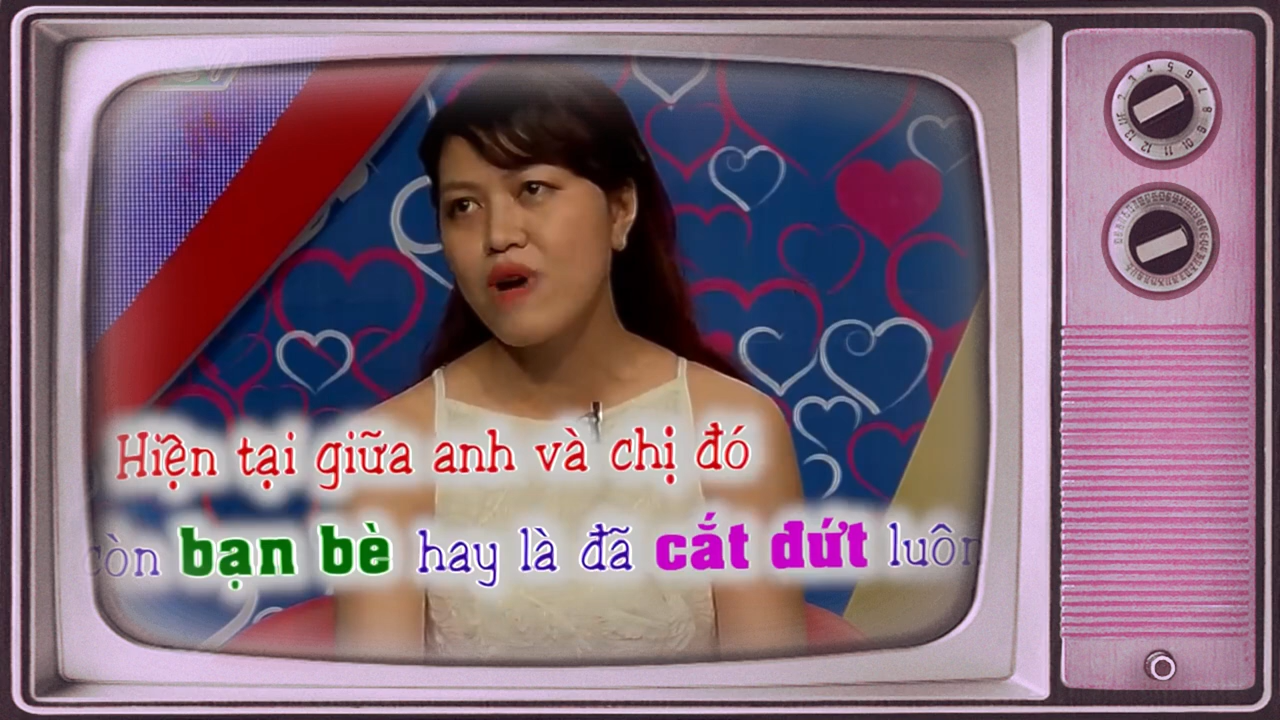 Hiện tại giữa anh và chị đó
còn bạn bè hay là đã cắt đứt luôn